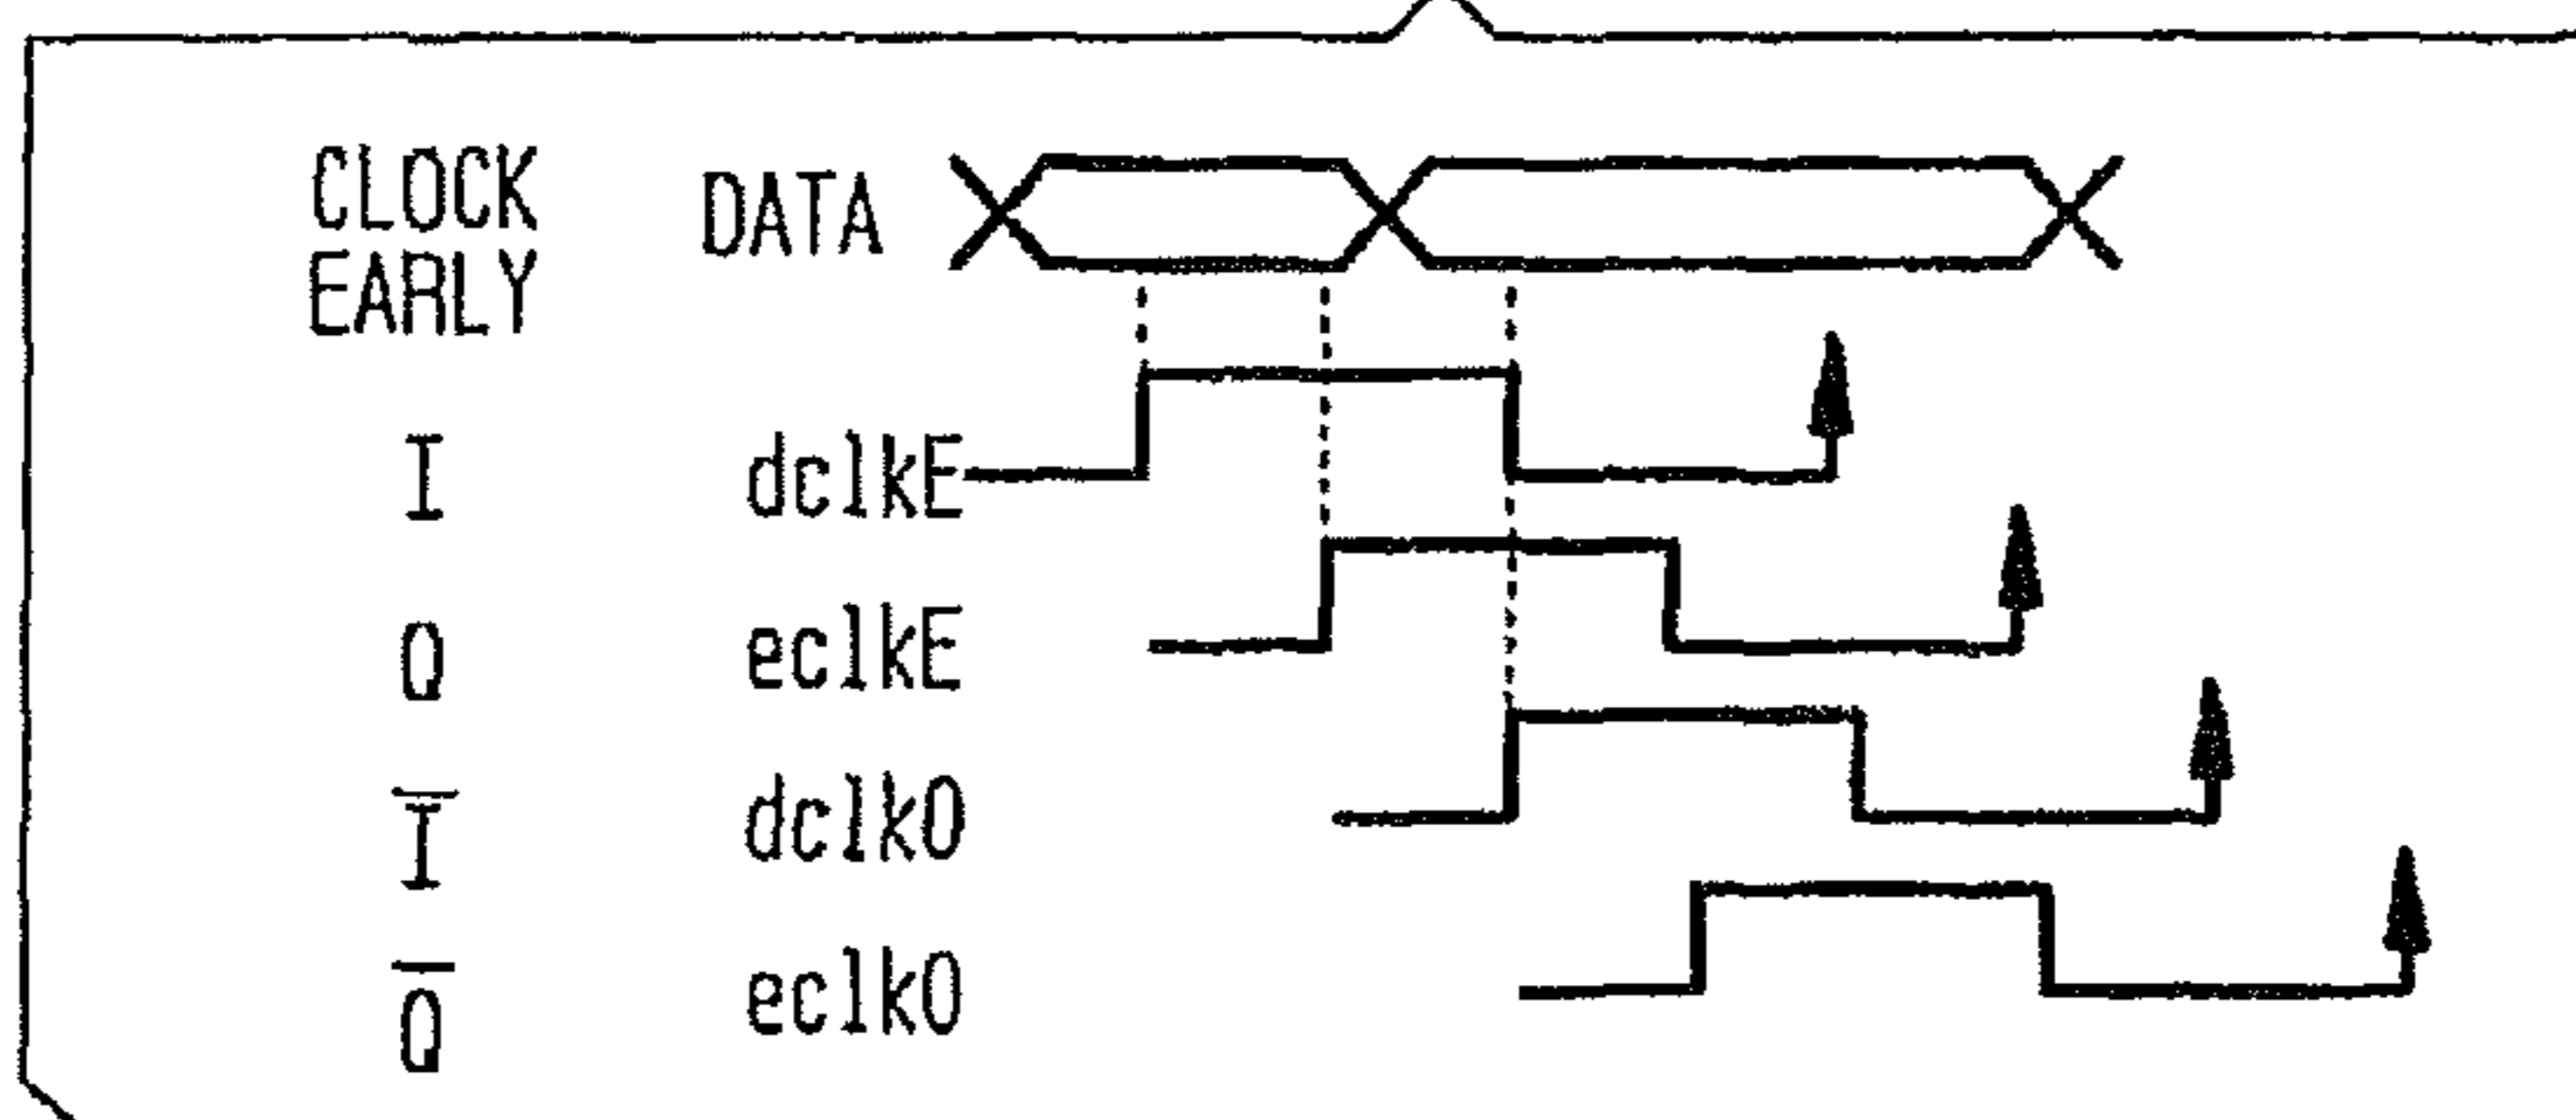 CLOCK
EARLY
DATA
I dclkE
Q eclkE
I̅ dclkO
Q̅ eclkO